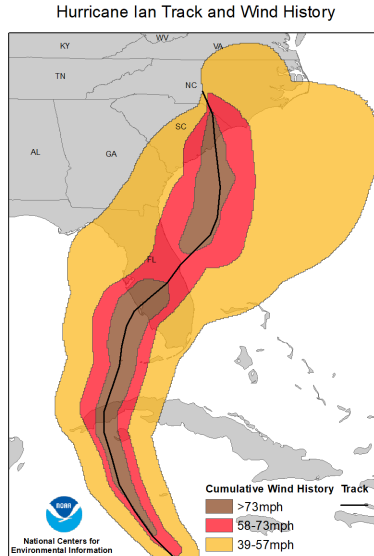 Hurricane Ian Track and Wind History
WV
KY
VA
TN
NC
SC
AL
GA
FL
NOAA
National Centers for
Environmental Information
Cumulative Wind History
Track
>73mph
58-73mph
39-57mph